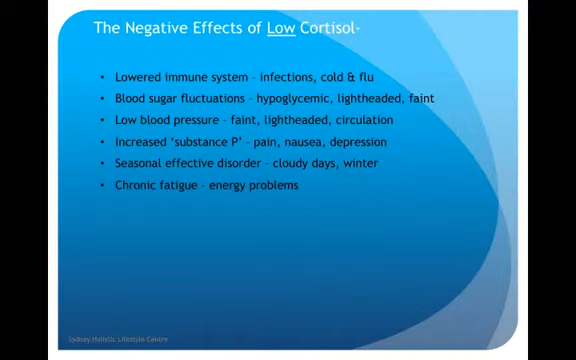 The Negative Effects of Low Cortisol-
• Lowered immune system – infections, cold & flu
• Blood sugar fluctuations – hypoglycemic, lightheaded, faint
• Low blood pressure – faint, lightheaded, circulation
• Increased ‘substance P’ – pain, nausea, depression
• Seasonal effective disorder – cloudy days, winter
• Chronic fatigue – energy problems
Sydney Holistic Lifestyle Centre